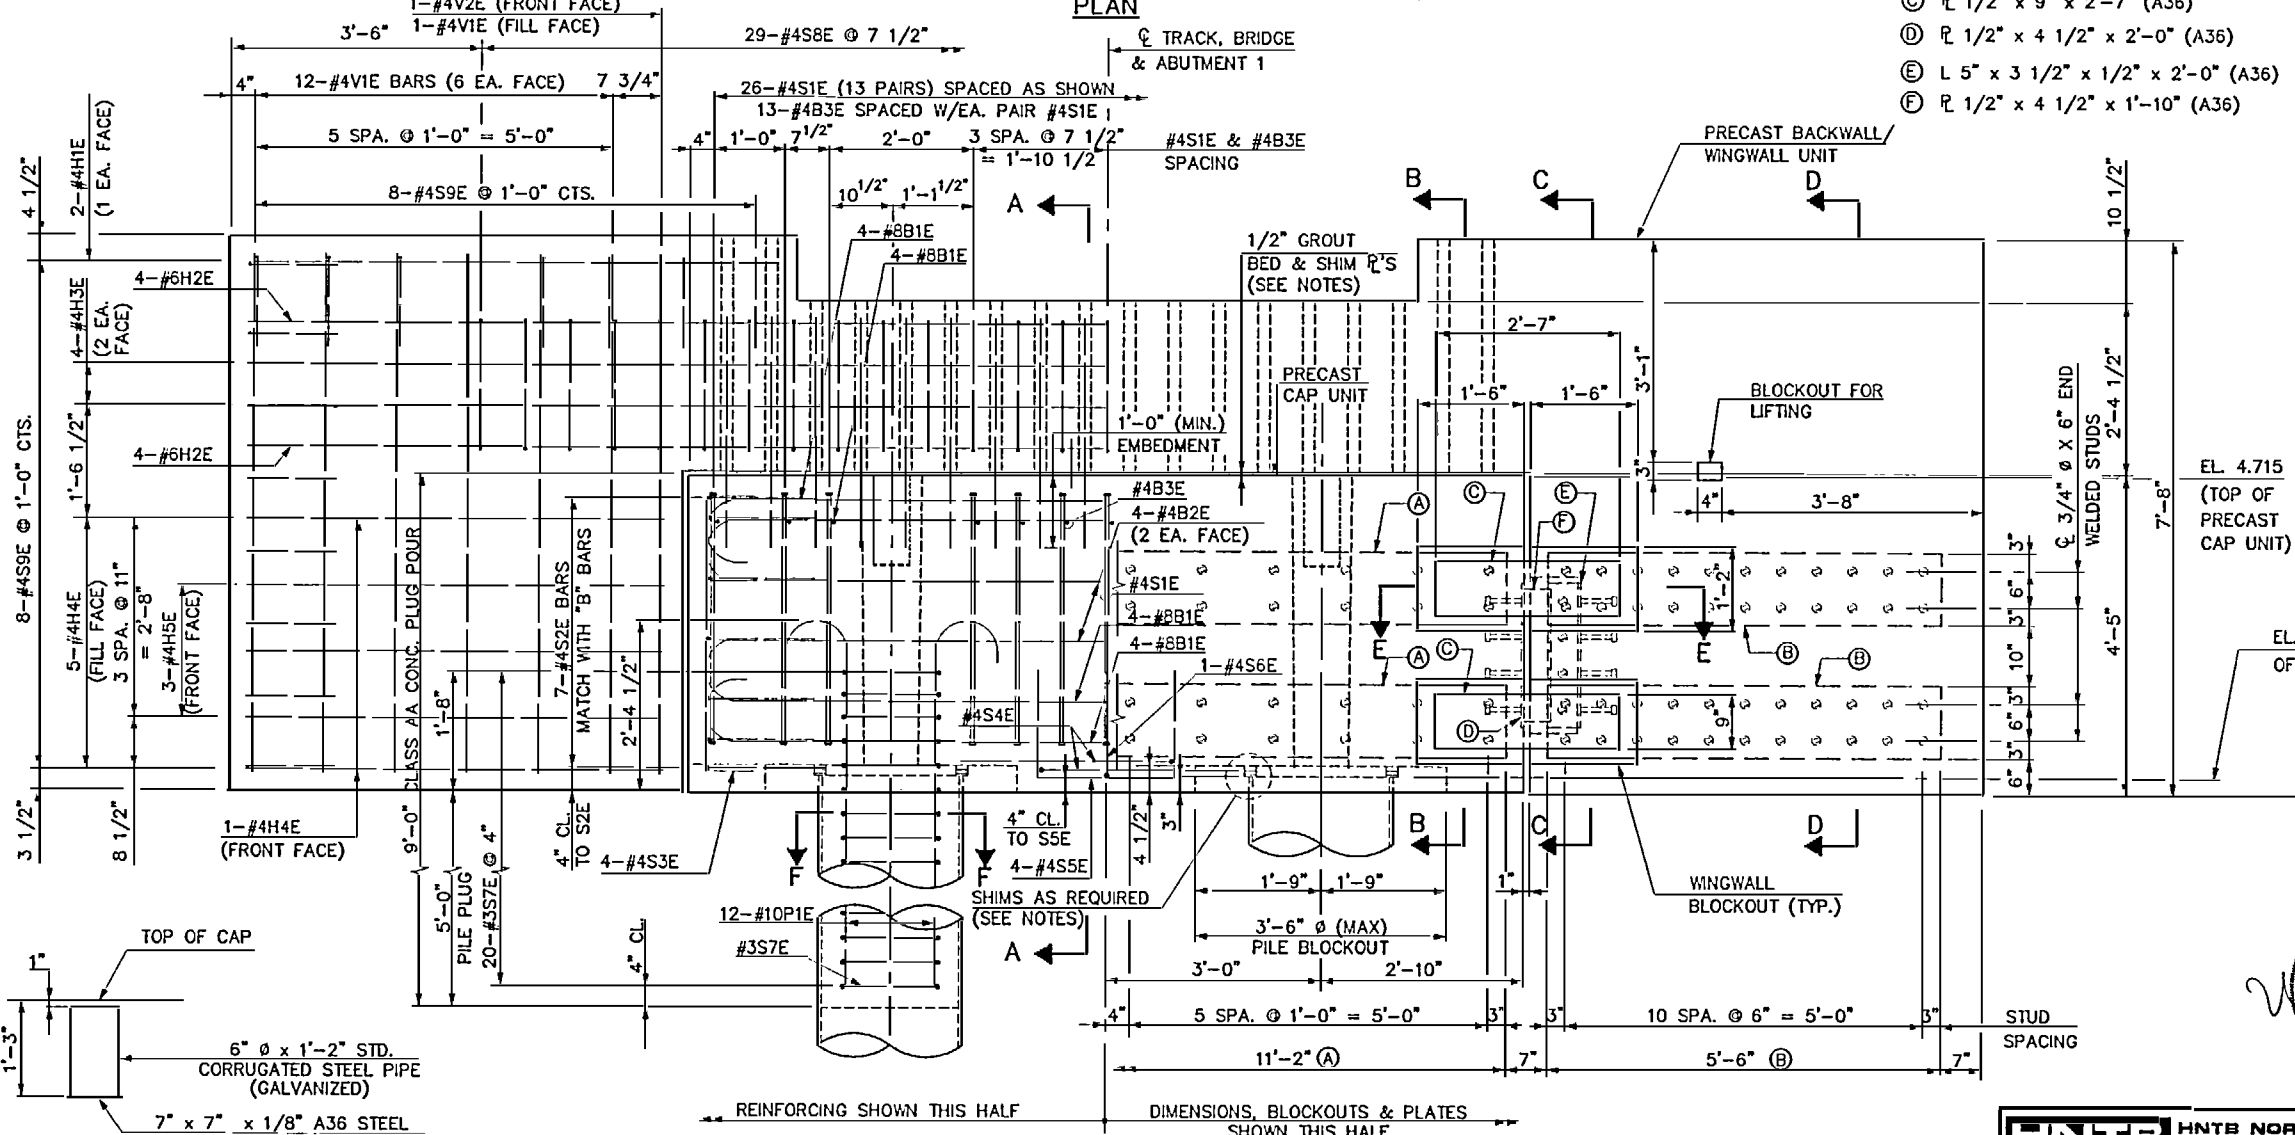 1-#4V2E (FRONT FACE)
1-#4V1E (FILL FACE)
PLAN
3'-6"
29-#4S8E @ 7 1/2"
℄ TRACK, BRIDGE
& ABUTMENT 1
Ⓒ ℞ 1/2" x 9" x 2'-7" (A36)
Ⓓ ℞ 1/2" x 4 1/2" x 2'-0" (A36)
Ⓔ L 5" x 3 1/2" x 1/2" x 2'-0" (A36)
Ⓕ ℞ 1/2" x 4 1/2" x 1'-10" (A36)
4"
12-#4V1E BARS (6 EA. FACE)
7 3/4"
26-#4S1E (13 PAIRS) SPACED AS SHOWN
13-#4B3E SPACED W/EA. PAIR #4S1E
5 SPA. @ 1'-0" = 5'-0"
4"
1'-0"
7 1/2"
2'-0"
3 SPA. @ 7 1/2"
= 1'-10 1/2
#4S1E & #4B3E
SPACING
PRECAST BACKWALL/
WINGWALL UNIT
4 1/2"
2-#4H1E
(1 EA. FACE)
8-#4S9E @ 1'-0" CTS.
10 1/2"
1'-1 1/2"
A
B
C
D
10 1/2"
4-#8B1E
4-#8B1E
1/2" GROUT
BED & SHIM ℞'S
(SEE NOTES)
4-#6H2E
4-#4H3E
(2 EA.
FACE)
2'-7"
3'-1"
PRECAST
CAP UNIT
1'-6"
1'-6"
BLOCKOUT FOR
LIFTING
2'-4 1/2"
℄ 3/4" Ø X 6" END
WELDED STUDS
7'-8"
8-#4S9E @ 1'-0" CTS.
1'-6 1/2"
4-#6H2E
1'-0" (MIN.)
EMBEDMENT
3"
4"
3'-8"
EL. 4.715
(TOP OF
PRECAST
CAP UNIT)
#4B3E
4-#4B2E
(2 EA. FACE)
Ⓐ
Ⓒ
Ⓔ
Ⓕ
5-#4H4E
(FILL FACE)
3 SPA. @ 11"
= 2'-8"
3-#4H5E
(FRONT FACE)
CLASS AA CONC. PLUG POUR
7-#4S2E BARS
MATCH WITH "B" BARS
#4S1E
4-#8B1E
4-#8B1E
1-#4S6E
1'-2"
3"
6"
3"
10"
3"
6"
3"
6"
4'-5"
E
E
Ⓐ
Ⓒ
Ⓑ
Ⓑ
EL.
OF
1'-8"
2'-4 1/2"
#4S4E
Ⓓ
9"
3 1/2"
8 1/2"
1-#4H4E
(FRONT FACE)
9'-0"
5'-0"
PILE PLUG
20-#3S7E @ 4"
4" CL.
TO S2E
4-#4S3E
F
F
4" CL.
TO S5E
4-#4S5E
4 1/2"
3"
B
C
D
SHIMS AS REQUIRED
(SEE NOTES)
1'-9"
1'-9"
1"
WINGWALL
BLOCKOUT (TYP.)
12-#10P1E
#3S7E
4" CL.
3'-6" Ø (MAX)
PILE BLOCKOUT
A
3'-0"
2'-10"
TOP OF CAP
1"
1'-3"
6" Ø x 1'-2" STD.
CORRUGATED STEEL PIPE
(GALVANIZED)
7" x 7" x 1/8" A36 STEEL
4"
5 SPA. @ 1'-0" = 5'-0"
3"
3"
10 SPA. @ 6" = 5'-0"
3"
STUD
SPACING
11'-2" Ⓐ
7"
5'-6" Ⓑ
7"
REINFORCING SHOWN THIS HALF
DIMENSIONS, BLOCKOUTS & PLATES
SHOWN THIS HALF
HNTB NOR